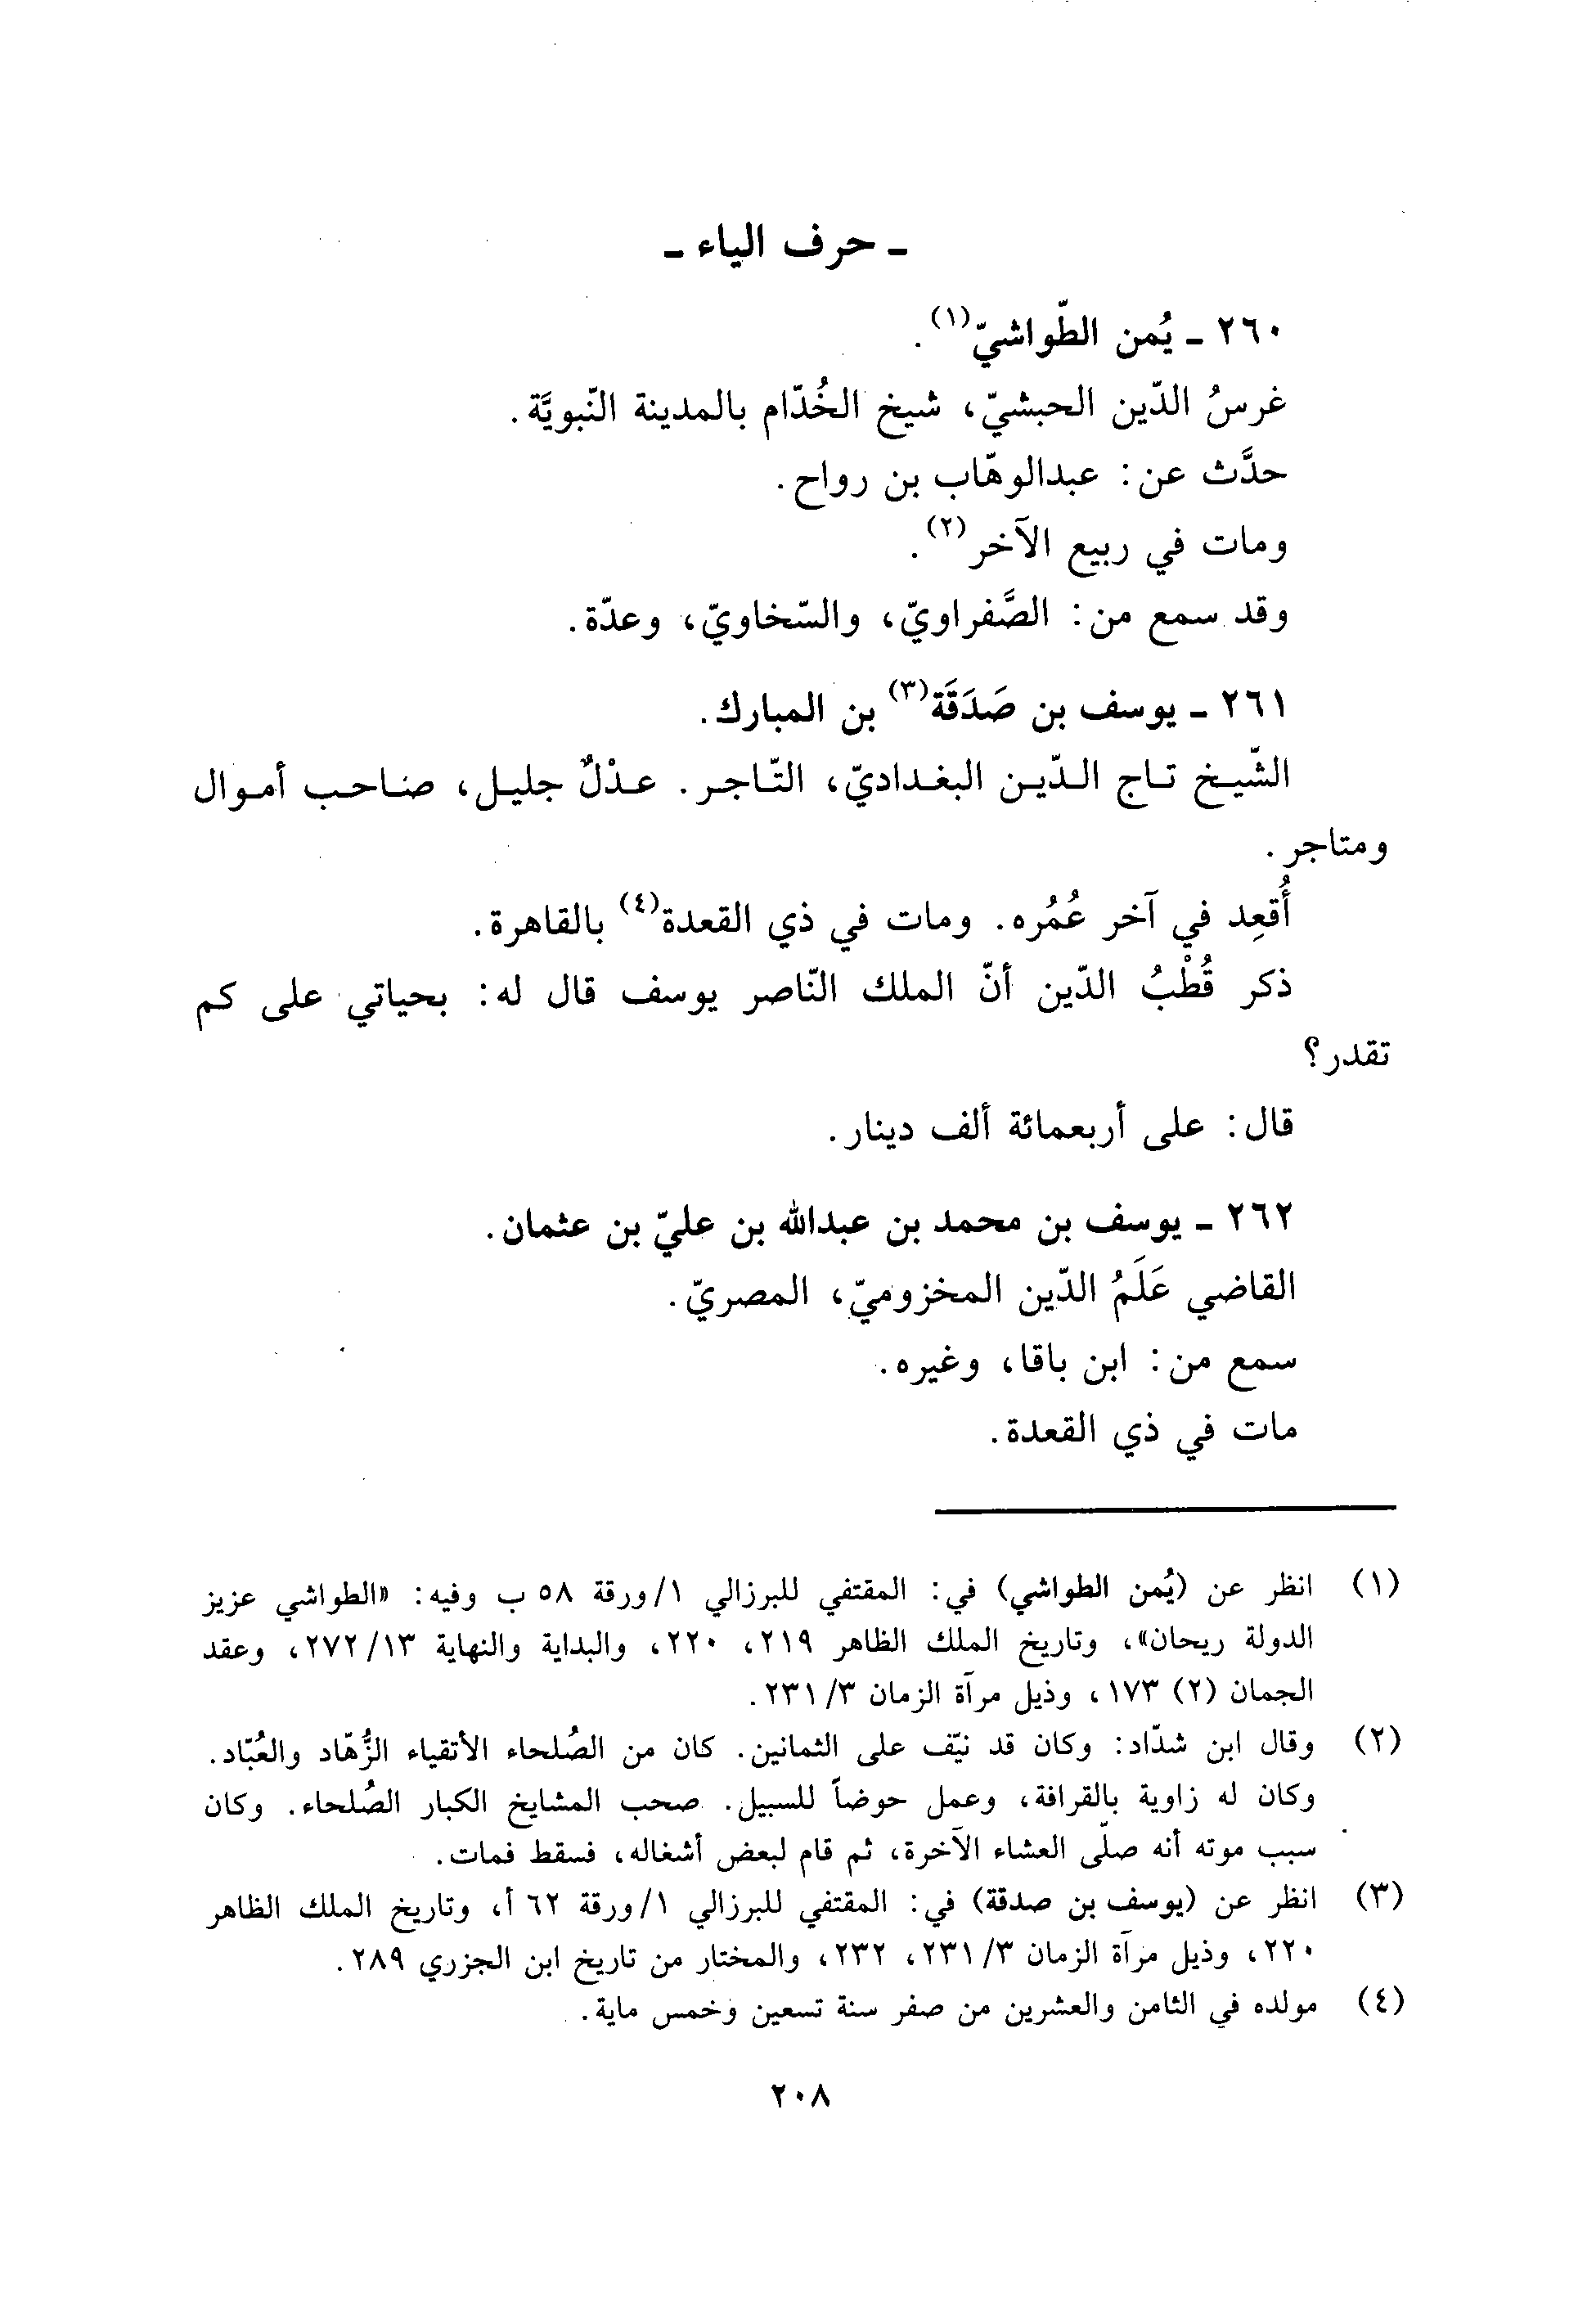 ـ حرف الياء ـ
٢٦٠ ـ يُمن الطّواشيّ(١).
غرسُ الدّين الحبشيّ، شيخ الخُدّام بالمدينة النّبويَّة.
حدَّث عن: عبدالوهّاب بن رواح.
ومات في ربيع الآخر(٢).
وقد سمع من: الصَّفراويّ، والسّخاويّ، وعدّة.
٢٦١ ـ يوسف بن صَدَقَة(٣) بن المبارك.
الشّيخ تاج الدّين البغداديّ، التّاجر. عدْلٌ جليل، صاحب أموال
ومتاجر.
أُقعِد في آخر عُمُره. ومات في ذي القعدة(٤) بالقاهرة.
ذكر قُطْبُ الدّين أنّ الملك النّاصر يوسف قال له: بحياتي على كم
تقدر؟
قال: على أربعمائة ألف دينار.
٢٦٢ ـ يوسف بن محمد بن عبدالله بن عليّ بن عثمان.
القاضي عَلَمُ الدّين المخزوميّ، المصريّ.
سمع من: ابن باقا، وغيره.
مات في ذي القعدة.
(١) انظر عن (يُمن الطواشي) في: المقتفي للبرزالي ١/ورقة ٥٨ ب وفيه: «الطواشي عزيز
الدولة ريحان»، وتاريخ الملك الظاهر ٢١٩، ٢٢٠، والبداية والنهاية ٢٧٢/١٣، وعقد
الجمان (٢) ١٧٣، وذيل مرآة الزمان ٢٣١/٣.
(٢) وقال ابن شدّاد: وكان قد نيّف على الثمانين. كان من الصُلحاء الأتقياء الزُّهّاد والعُبّاد.
وكان له زاوية بالقرافة، وعمل حوضاً للسبيل. صحب المشايخ الكبار الصُلحاء. وكان
سبب موته أنه صلّى العشاء الآخرة، ثم قام لبعض أشغاله، فسقط فمات.
(٣) انظر عن (يوسف بن صدقة) في: المقتفي للبرزالي ١/ورقة ٦٢ أ، وتاريخ الملك الظاهر
٢٢٠، وذيل مرآة الزمان ٢٣١/٣، ٢٣٢، والمختار من تاريخ ابن الجزري ٢٨٩.
(٤) مولده في الثامن والعشرين من صفر سنة تسعين وخمس ماية.
٢٠٨